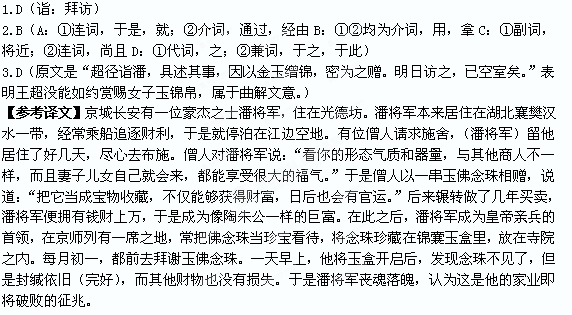 1.D（诣：拜访）
2.B（A：①连词，于是，就；②介词，通过，经由 B：①②均为介词，用，拿 C：①副词，
将近；②连词，尚且 D：①代词，之；②兼词，于之，于此）
3.D（原文是“超径诣潘，具述其事，因以金玉缯锦，密为之赠。明日访之，已空室矣。”表
明王超没能如约赏赐女子玉锦帛，属于曲解文意。）
【参考译文】京城长安有一位豪杰之士潘将军，住在光德坊。潘将军本来居住在湖北襄樊汉
水一带，经常乘船追逐财利，于是就停泊在江边空地。有位僧人请求施舍，（潘将军）留他
居住了好几天，尽心去布施。僧人对潘将军说：“看你的形态气质和器量，与其他商人不一
样，而且妻子儿女自己就会来，都能享受很大的福气。”于是僧人以一串玉佛念珠相赠，说
道：“把它当成宝物收藏，不仅能够获得财富，日后也会有官运。”后来辗转做了几年买卖，
潘将军便拥有钱财上万，于是成为像陶朱公一样的巨富。在此之后，潘将军成为皇帝亲兵的
首领，在京师列有一席之地，常把佛念珠当珍宝看待，将念珠珍藏在锦襄玉盒里，放在寺院
之内。每月初一，都前去拜谢玉佛念珠。一天早上，他将玉盒开启后，发现念珠不见了，但
是封缄依旧（完好），而其他财物也没有损失。于是潘将军丧魂落魄，认为这是他的家业即
将破败的征兆。